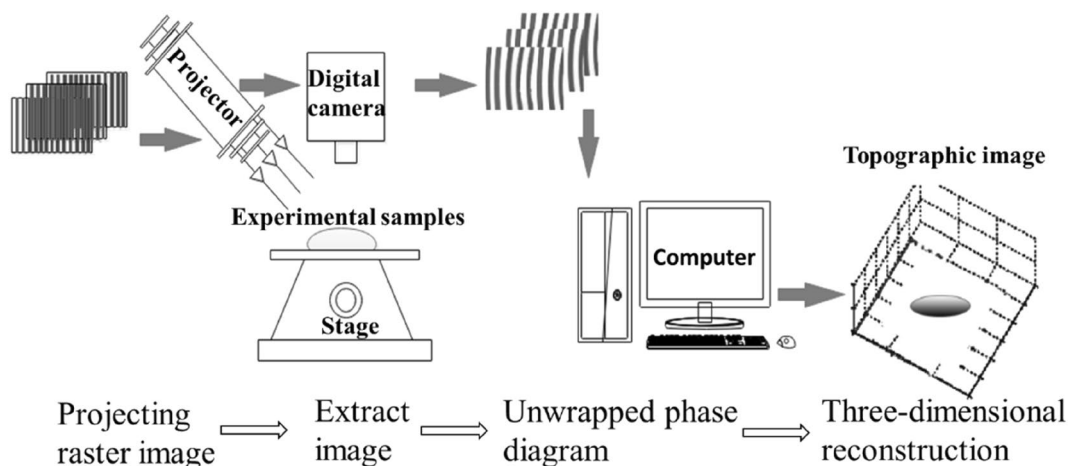 Projector
Digital
camera
Topographic image
Experimental samples
Computer
Stage
Projecting
raster image
Extract
image
Unwrapped phase
diagram
Three-dimensional
reconstruction